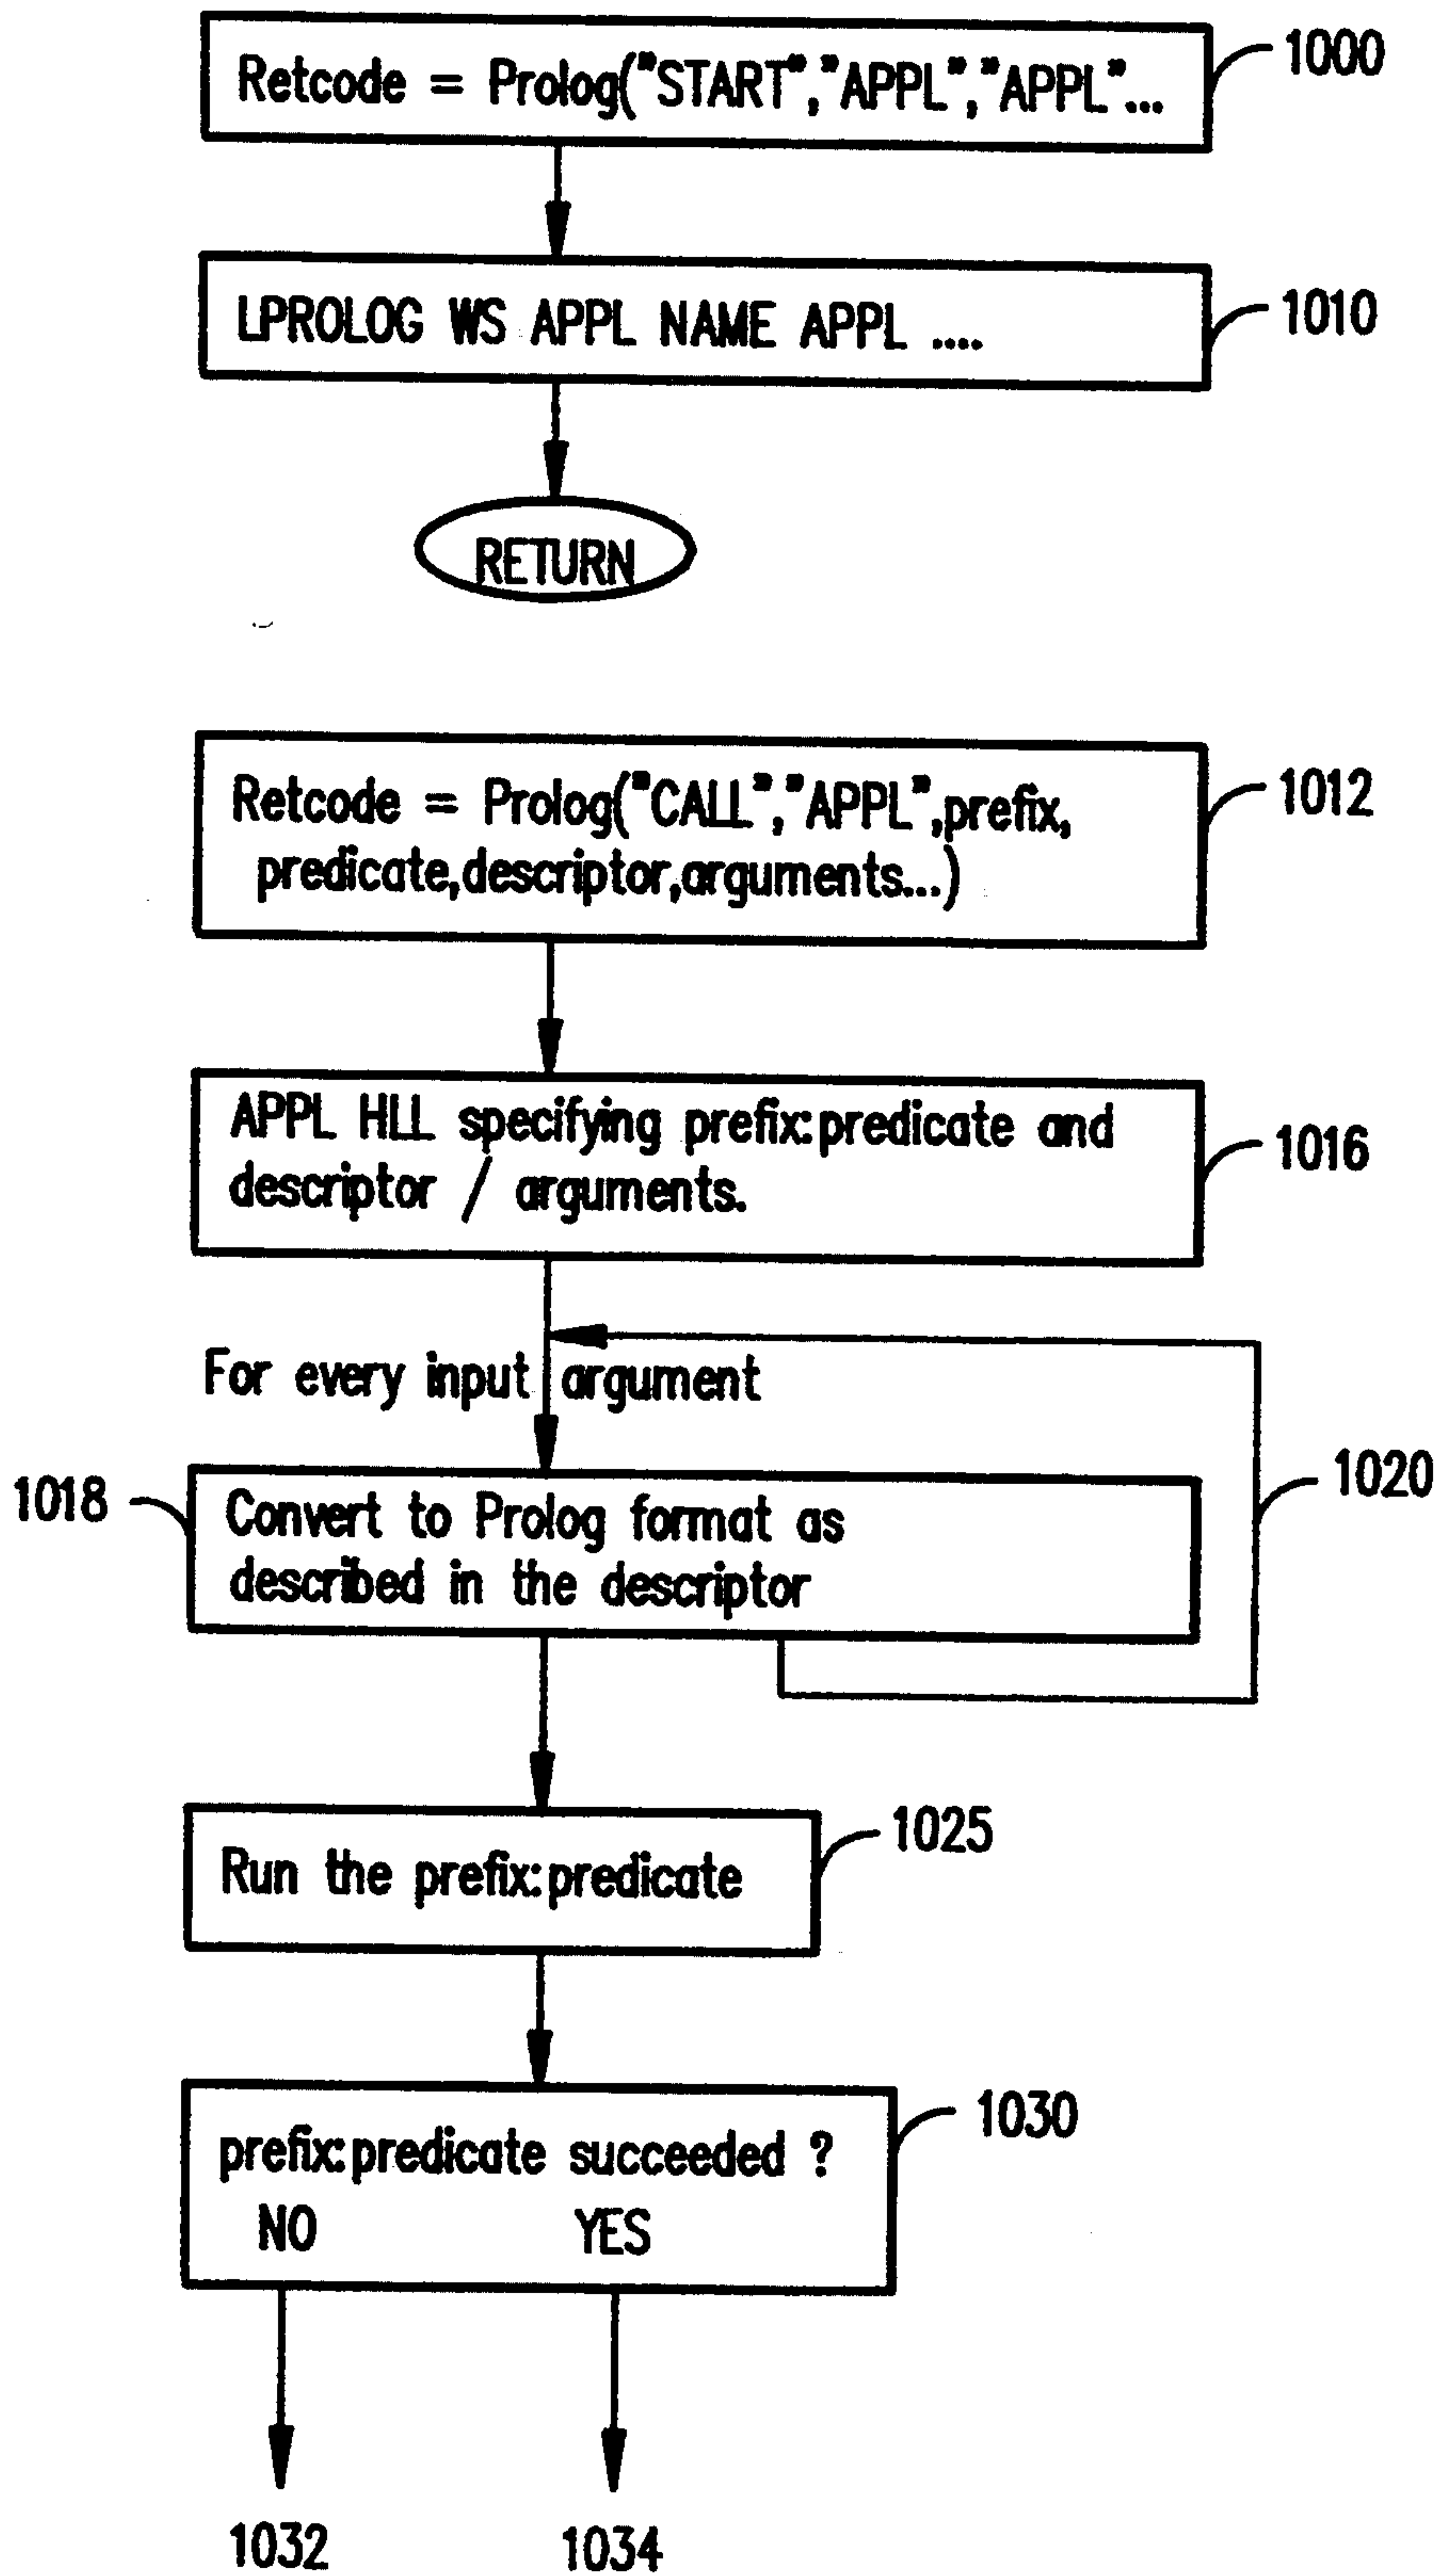 Retcode = Prolog("START","APPL","APPL"...
1000
LPROLOG WS APPL NAME APPL ....
1010
RETURN
Retcode = Prolog("CALL","APPL",prefix,
predicate,descriptor,arguments...)
1012
APPL HLL specifying prefix:predicate and
descriptor / arguments.
1016
For every input argument
1018
Convert to Prolog format as
described in the descriptor
1020
Run the prefix:predicate
1025
prefix:predicate succeeded ?
NO YES
1030
1032 1034